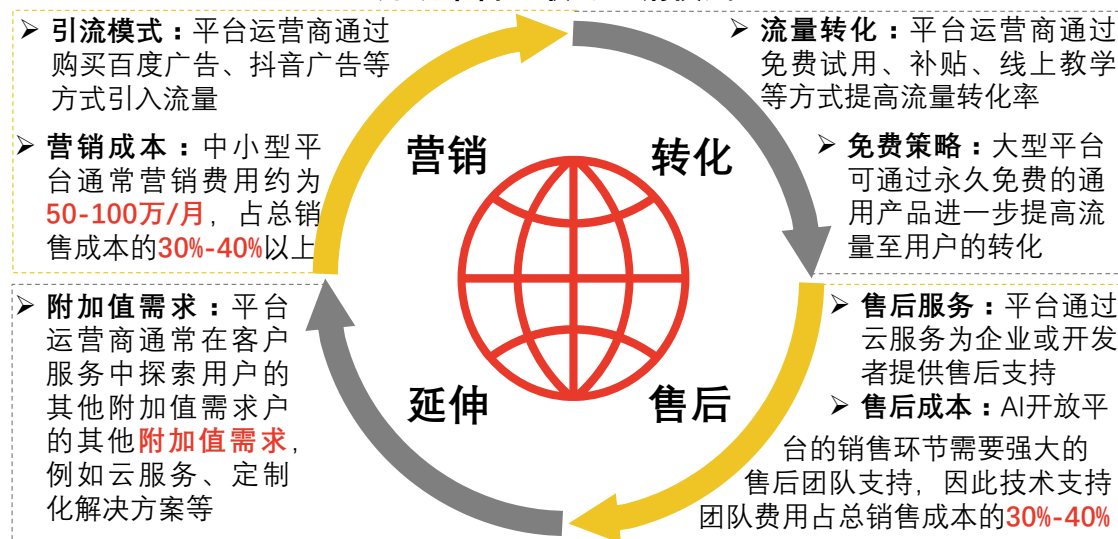 ➢ 引流模式：平台运营商通过
购买百度广告、抖音广告等
方式引入流量
➢ 营销成本：中小型平
台通常营销费用约为
50-100万/月，占总销
售成本的30%-40%以上
➢ 流量转化：平台运营商通过
免费试用、补贴、线上教学
等方式提高流量转化率
➢ 免费策略：大型平台
可通过永久免费的通
用产品进一步提高流
量至用户的转化
营销
转化
延伸
售后
➢ 附加值需求：平台
运营商通常在客户
服务中探索用户的
其他附加值需求户
的其他附加值需求，
例如云服务、定制
化解决方案等
➢ 售后服务：平台通过
云服务为企业或开发
者提供售后支持
➢ 售后成本：AI开放平
台的销售环节需要强大的
售后团队支持，因此技术支持
团队费用占总销售成本的30%-40%